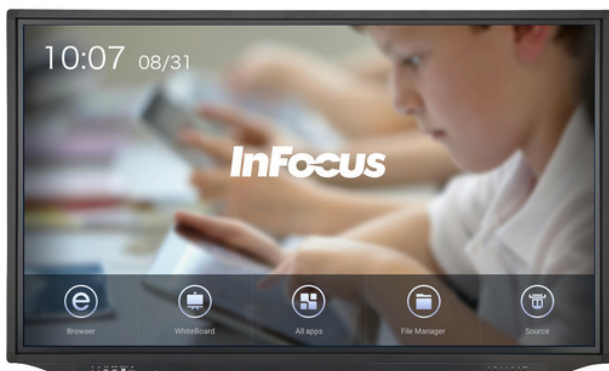 10:07 08/31
InFocus
Browser
WhiteBoard
All apps
File Manager
Source